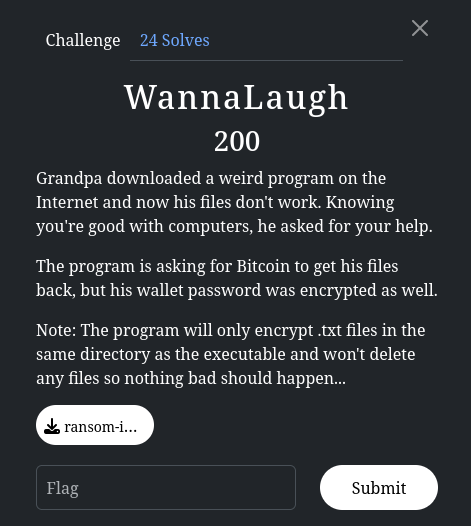 Challenge 24 Solves
WannaLaugh
200
Grandpa downloaded a weird program on the
Internet and now his files don't work. Knowing
you're good with computers, he asked for your help.
The program is asking for Bitcoin to get his files
back, but his wallet password was encrypted as well.
Note: The program will only encrypt .txt files in the
same directory as the executable and won't delete
any files so nothing bad should happen...
ransom-i...
Flag
Submit